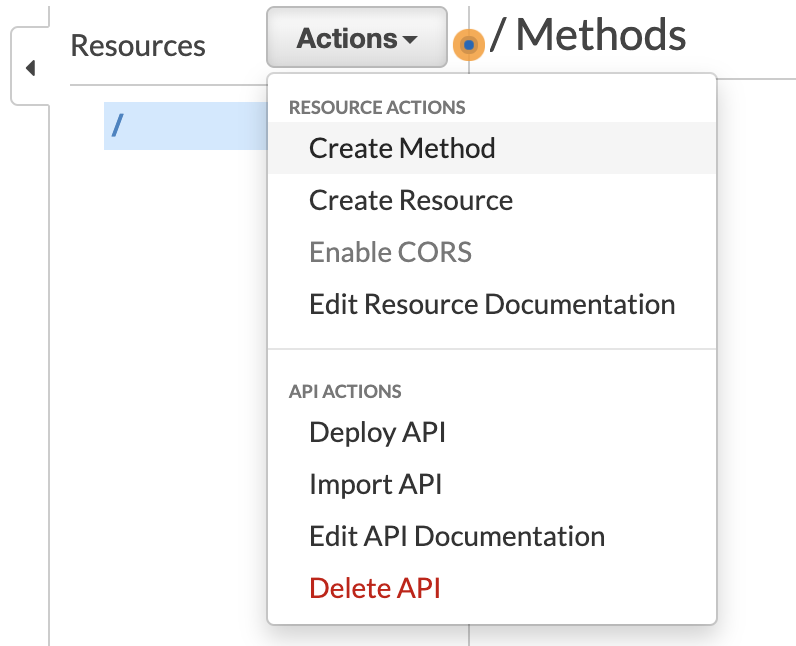 Resources
Actions
/ Methods
/
RESOURCE ACTIONS
Create Method
Create Resource
Enable CORS
Edit Resource Documentation
API ACTIONS
Deploy API
Import API
Edit API Documentation
Delete API